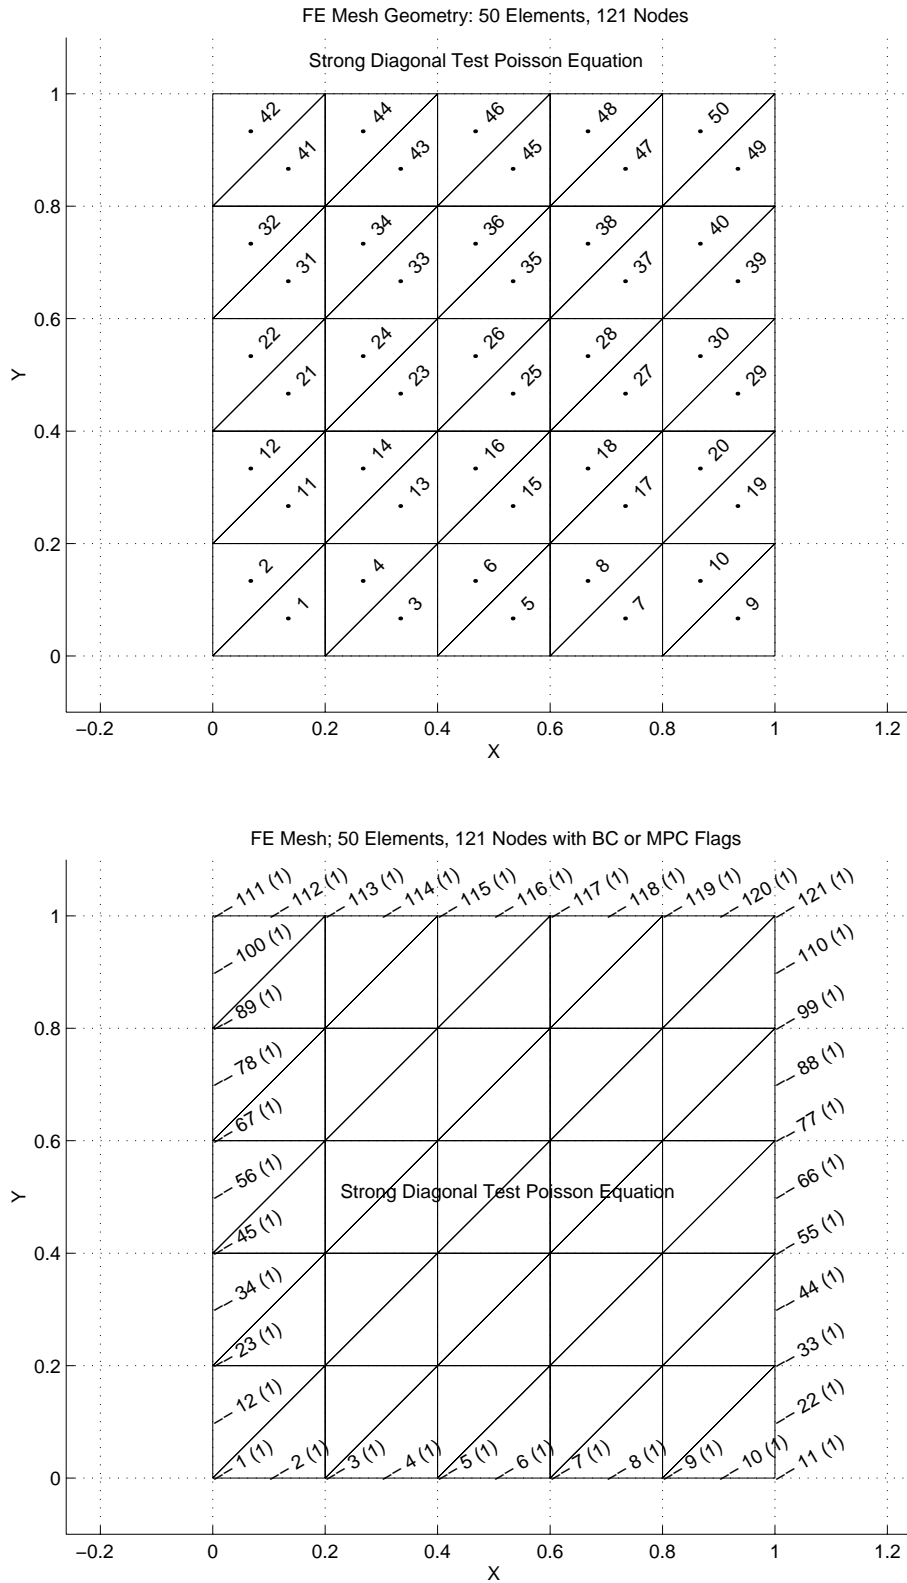 FE Mesh Geometry: 50 Elements, 121 Nodes
Strong Diagonal Test Poisson Equation
1
42 44 46 48 50
41 43 45 47 49
0.8
32 34 36 38 40
31 33 35 37 39
0.6
22 24 26 28 30
Y
21 23 25 27 29
0.4
12 14 16 18 20
11 13 15 17 19
0.2
2 4 6 8 10
1 3 5 7 9
0
−0.2 0 0.2 0.4 0.6 0.8 1 1.2
X
FE Mesh; 50 Elements, 121 Nodes with BC or MPC Flags
111 (1) 112 (1) 113 (1) 114 (1) 115 (1) 116 (1) 117 (1) 118 (1) 119 (1) 120 (1) 121 (1)
1
100 (1) 110 (1)
89 (1) 99 (1)
0.8
78 (1) 88 (1)
67 (1) 77 (1)
0.6
56 (1) 66 (1)
Y
Strong Diagonal Test Poisson Equation
45 (1) 55 (1)
0.4
34 (1) 44 (1)
23 (1) 33 (1)
0.2
12 (1) 22 (1)
1 (1) 2 (1) 3 (1) 4 (1) 5 (1) 6 (1) 7 (1) 8 (1) 9 (1) 10 (1) 11 (1)
0
−0.2 0 0.2 0.4 0.6 0.8 1 1.2
X